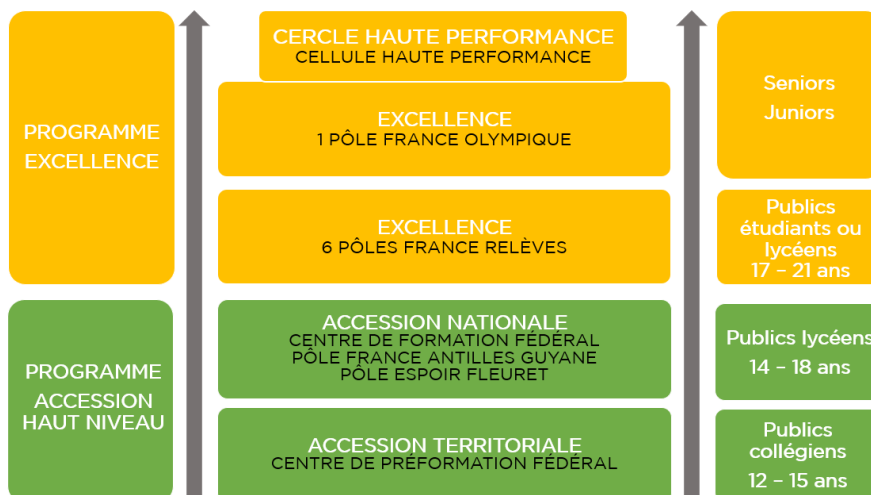 PROGRAMME
EXCELLENCE
CERCLE HAUTE PERFORMANCE
CELLULE HAUTE PERFORMANCE
EXCELLENCE
1 PÔLE FRANCE OLYMPIQUE
EXCELLENCE
6 PÔLES FRANCE RELÈVES
Seniors
Juniors
Publics
étudiants ou
lycéens
17 – 21 ans
PROGRAMME
ACCESSION
HAUT NIVEAU
ACCESSION NATIONALE
CENTRE DE FORMATION FÉDÉRAL
PÔLE FRANCE ANTILLES GUYANE
PÔLE ESPOIR FLEURET
ACCESSION TERRITORIALE
CENTRE DE PRÉFORMATION FÉDÉRAL
Publics lycéens
14 – 18 ans
Publics
collégiens
12 – 15 ans